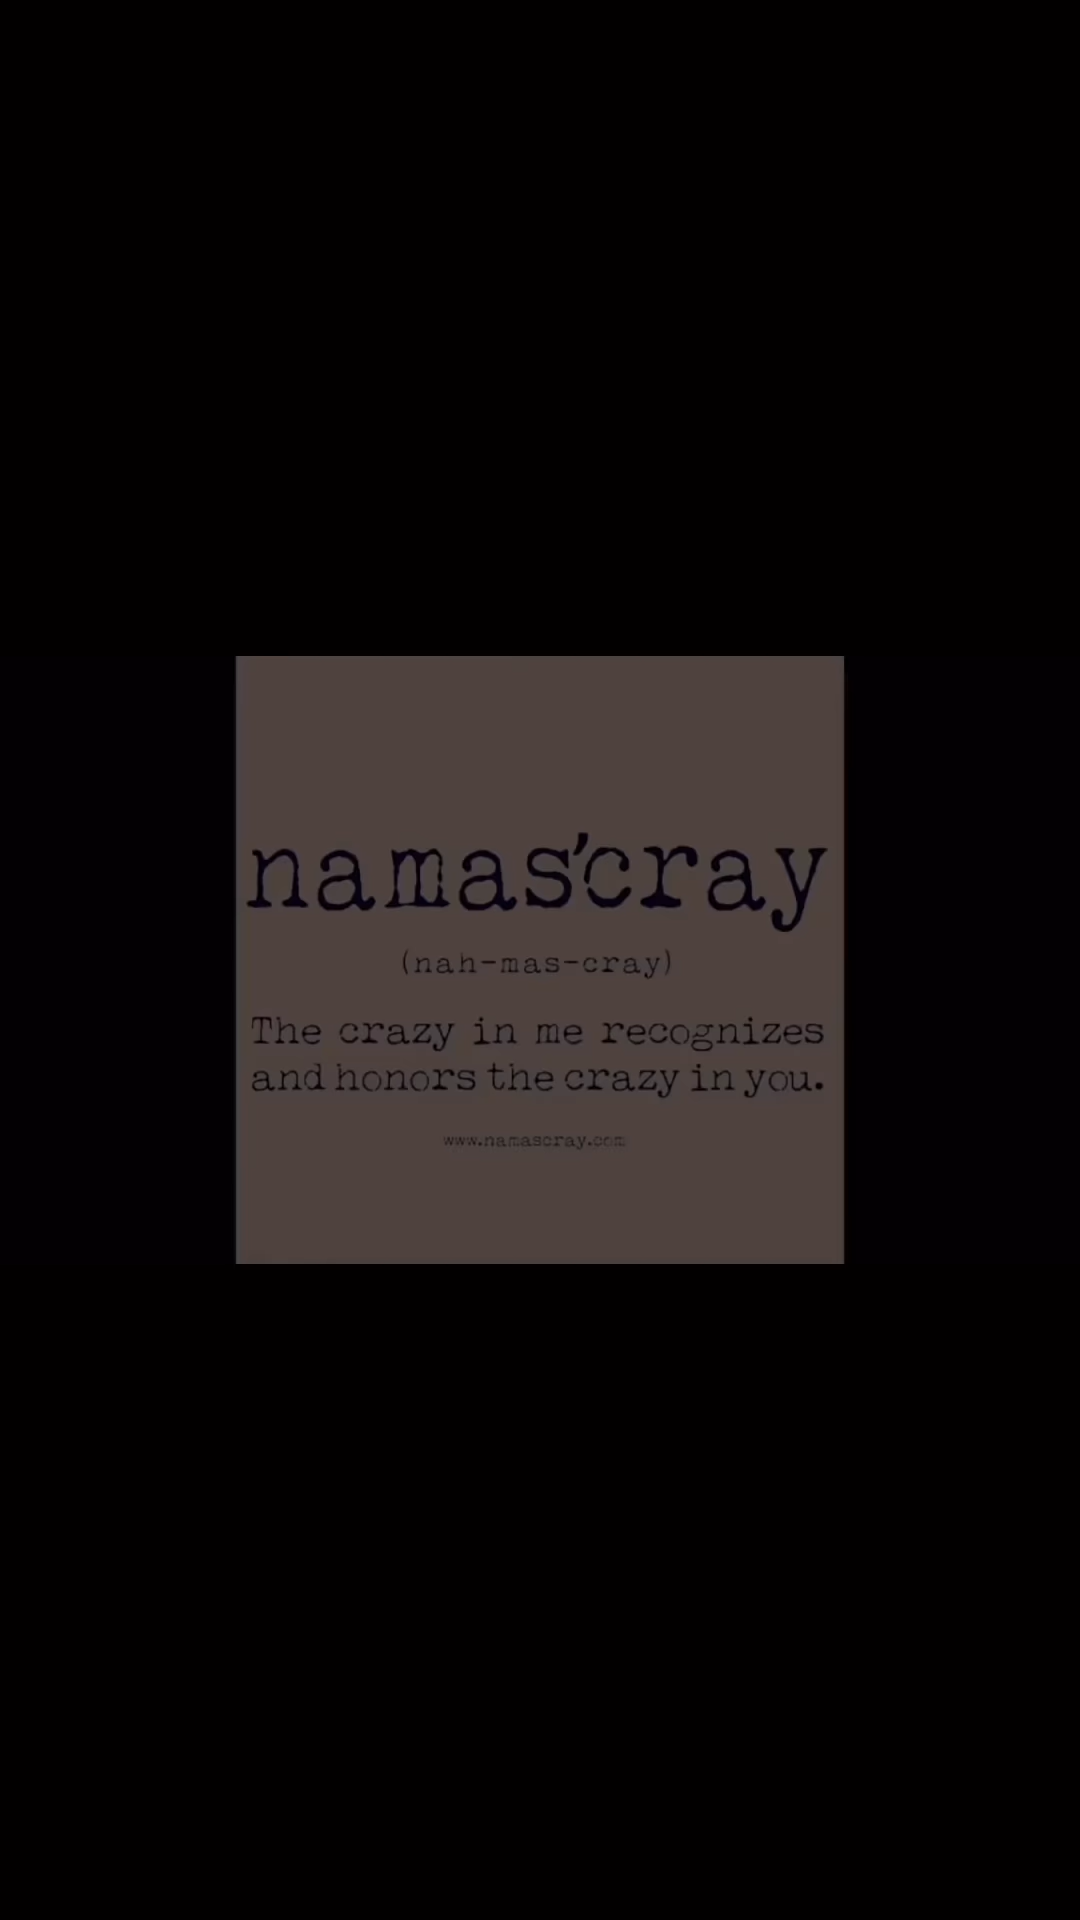 namas'cray
(nah-mas-cray)
The crazy in me recognizes
and honors the crazy in you.
www.namascray.com